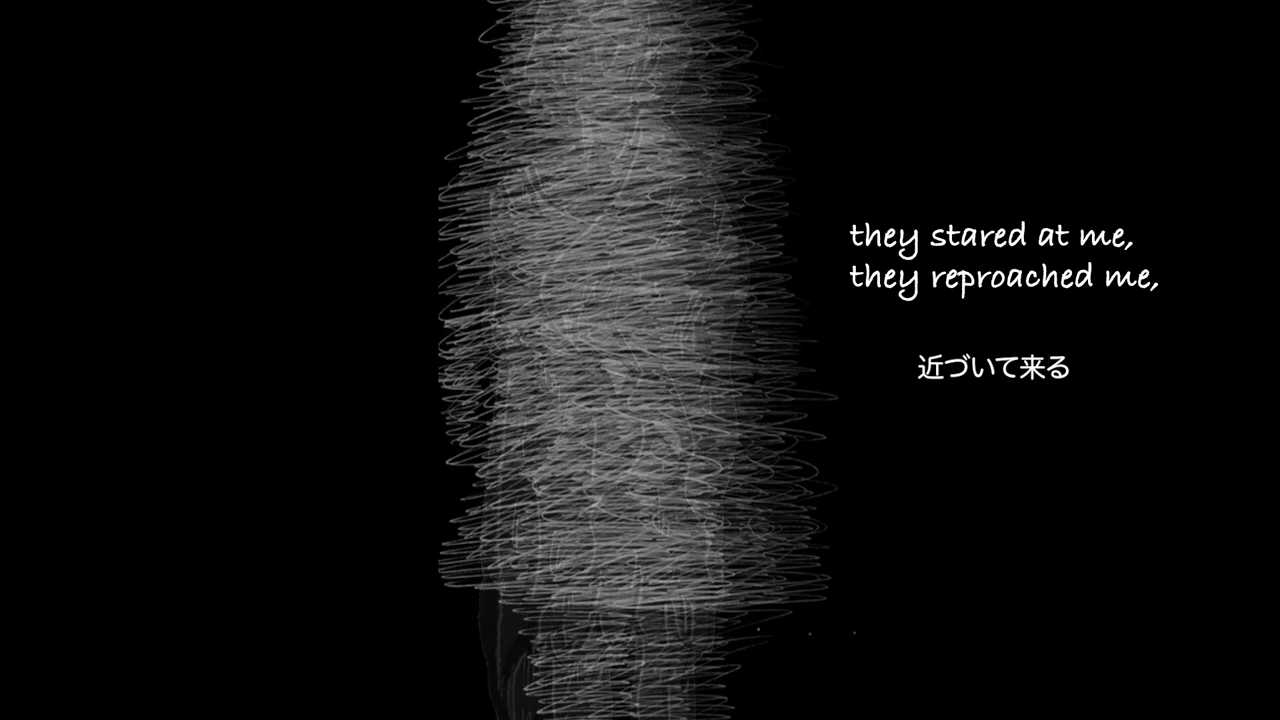 they stared at me,
they reproached me,
近づいて来る